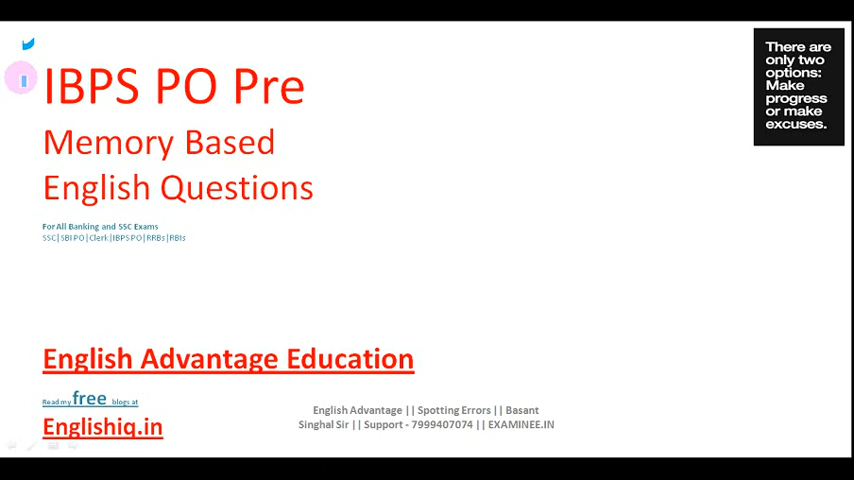 IBPS PO Pre
Memory Based
English Questions
For All Banking and SSC Exams
SSC|SBI PO|Clerk|IBPS PO|RRBs|RBIs
There are
only two
options:
Make
progress
or make
excuses.
English Advantage Education
Read my free blogs at
Englishiq.in
English Advantage || Spotting Errors || Basant
Singhal Sir || Support - 7999407074 || EXAMINEE.IN